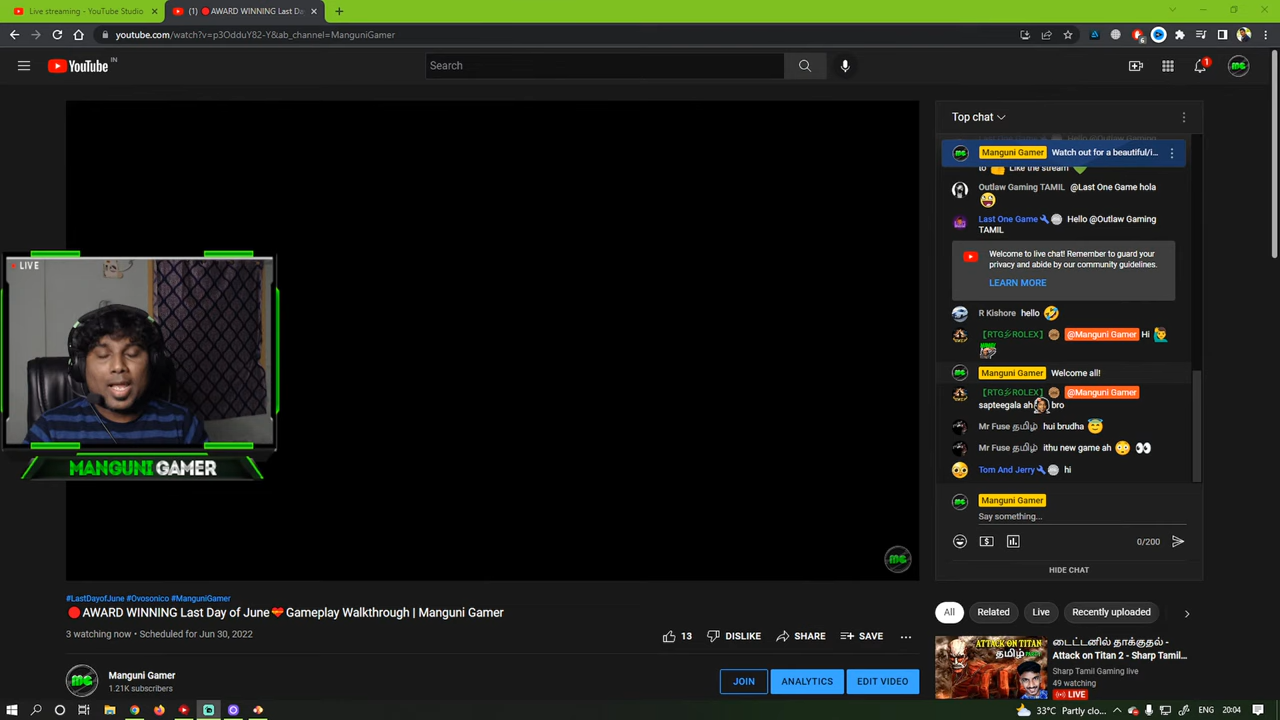 Live streaming - YouTube Studio
(1) 🔴AWARD WINNING Last Da
youtube.com/watch?v=p3OdduY82-Y&ab_channel=ManguniGamer
6
YouTube IN
Search
1
Top chat
Manguni Gamer Watch out for a beautiful/i...
to 👍 Like the stream 💚
Outlaw Gaming TAMIL @Last One Game hola
😀
Last One Game Hello @Outlaw Gaming
TAMIL
Welcome to live chat! Remember to guard your
privacy and abide by our community guidelines.
LEARN MORE
R Kishore hello 🤣
@Manguni Gamer Hi 🙋‍♂️
Manguni Gamer Welcome all!
@Manguni Gamer
sapteegala ah bro
Mr Fuse தமிழ் hui brudha 😇
Mr Fuse தமிழ் ithu new game ah 😳 👀
Tom And Jerry hi
Manguni Gamer
Say something...
0/200
HIDE CHAT
LIVE
MANGUNI GAMER
MG
#LastDayofJune #Ovosonico #ManguniGamer
🔴AWARD WINNING Last Day of June❤️Gameplay Walkthrough | Manguni Gamer
3 watching now • Scheduled for Jun 30, 2022
13 DISLIKE SHARE SAVE ...
Manguni Gamer
1.21K subscribers
JOIN ANALYTICS EDIT VIDEO
All Related Live Recently uploaded
ATTACK ON TITAN
தமிழ்
டைட்டனில் தாக்குதல் -
Attack on Titan 2 - Sharp Tamil...
Sharp Tamil Gaming live
49 watching
LIVE
33°C Partly clo...
ENG 20:04